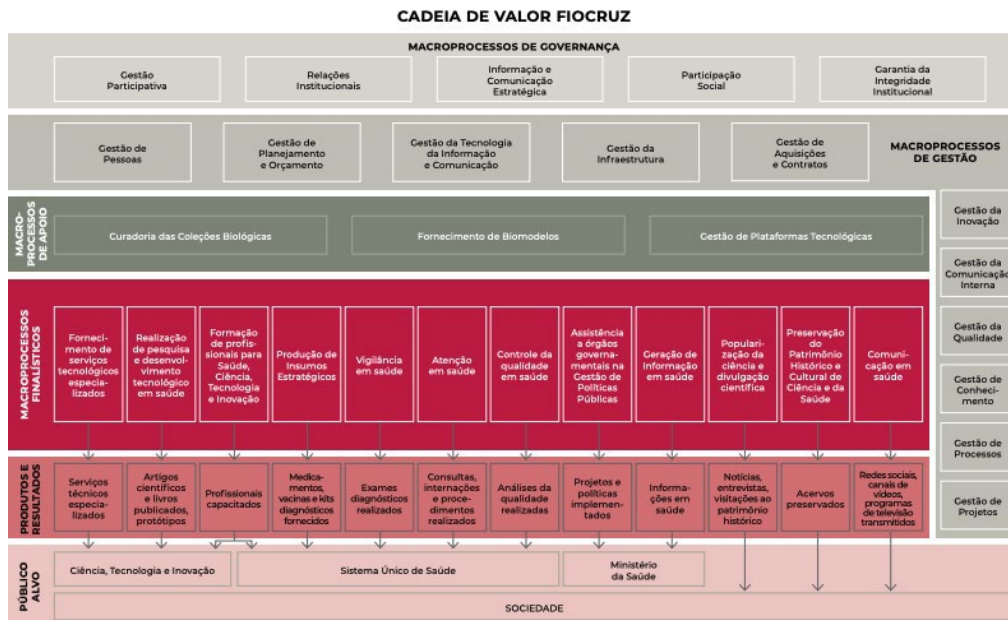 CADEIA DE VALOR FIOCRUZ
MACROPROCESSOS DE GOVERNANÇA
Gestão
Participativa
Relações
Institucionais
Informação e
Comunicação
Estratégica
Participação
Social
Garantia da
Integridade
Institucional
Gestão de
Pessoas
Gestão de
Planejamento
e Orçamento
Gestão da Tecnologia
da Informação
e Comunicação
Gestão da
Infraestrutura
Gestão de
Aquisições
e Contratos
MACROPROCESSOS
DE GESTÃO
Gestão da
Inovação
Gestão da
Comunicação
Interna
Gestão da
Qualidade
Gestão de
Conheci-
mento
Gestão de
Processos
Gestão de
Projetos
MACRO-
PROCESSOS
DE APOIO
Curadoria das Coleções Biológicas
Fornecimento de Biomodelos
Gestão de Plataformas Tecnológicas
MACROPROCESSOS
FINALÍSTICOS
Forneci-
mento de
serviços
tecnológicos
especia-
lizados
Realização
de pesquisa
e desenvol-
vimento
tecnológico
em saúde
Formação
de profis-
sionais para
Saúde,
Ciência,
Tecnologia
e Inovação
Produção de
Insumos
Estratégicos
Vigilância
em saúde
Atenção
em saúde
Controle da
qualidade
em saúde
Assistência
a órgãos
governa-
mentais na
Gestão de
Políticas
Públicas
Geração de
Informação
em saúde
Populari-
zação da
ciência e
divulgação
científica
Preservação
do
Patrimônio
Histórico e
Cultural de
Ciência e da
Saúde
Comuni-
cação em
saúde
PRODUTOS E
RESULTADOS
Serviços
técnicos
especia-
lizados
Artigos
científicos
e livros
publicados,
protótipos
Profissionais
capacitados
Medica-
mentos,
vacinas e kits
diagnósticos
fornecidos
Exames
diagnósticos
realizados
Consultas,
internações
e proce-
dimentos
realizados
Análises da
qualidade
realizadas
Projetos e
políticas
implemen-
tados
Informa-
ções em
saúde
Notícias,
entrevistas,
visitações ao
patrimônio
histórico
Acervos
preservados
Redes sociais,
canais de
vídeos,
programas
de televisão
transmitidos
PÚBLICO
ALVO
Ciência, Tecnologia e Inovação
Sistema Único de Saúde
Ministério
da Saúde
SOCIEDADE